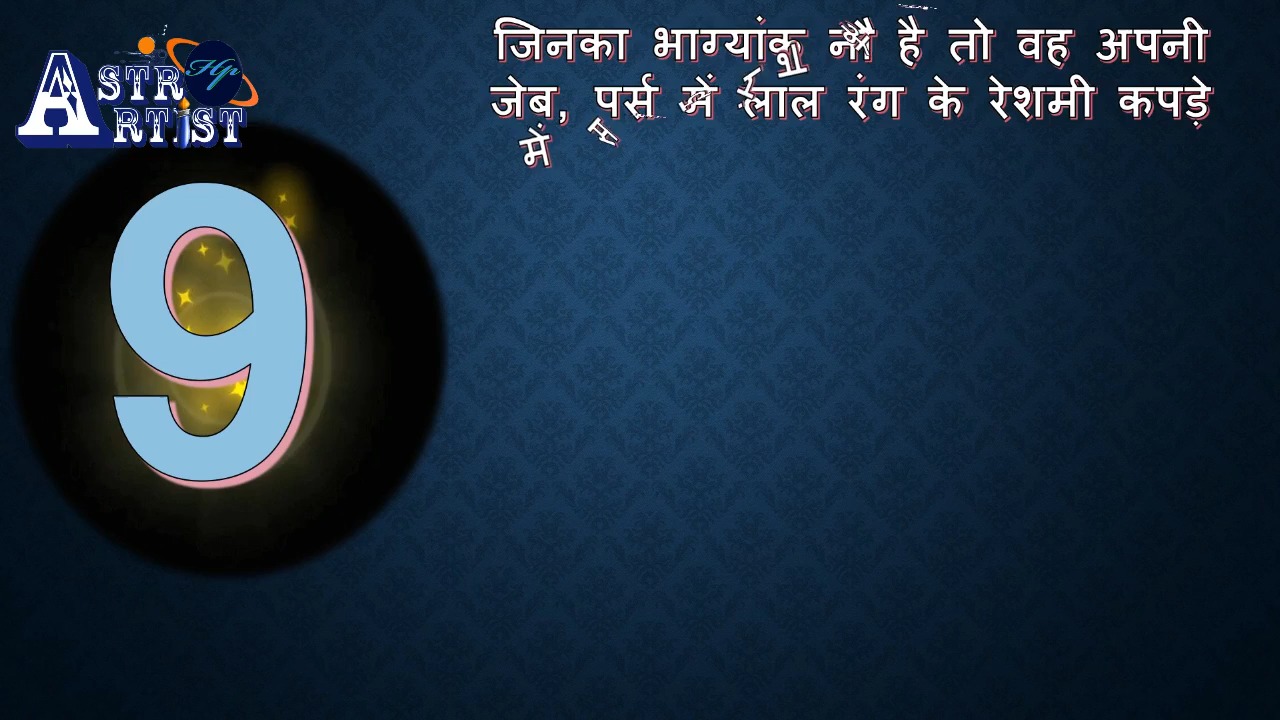 ASTRO Hp
ARTIST
जिनका भाग्यांक नौ है तो वह अपनी
जेब, पर्स में लाल रंग के रेशमी कपड़े
में
9